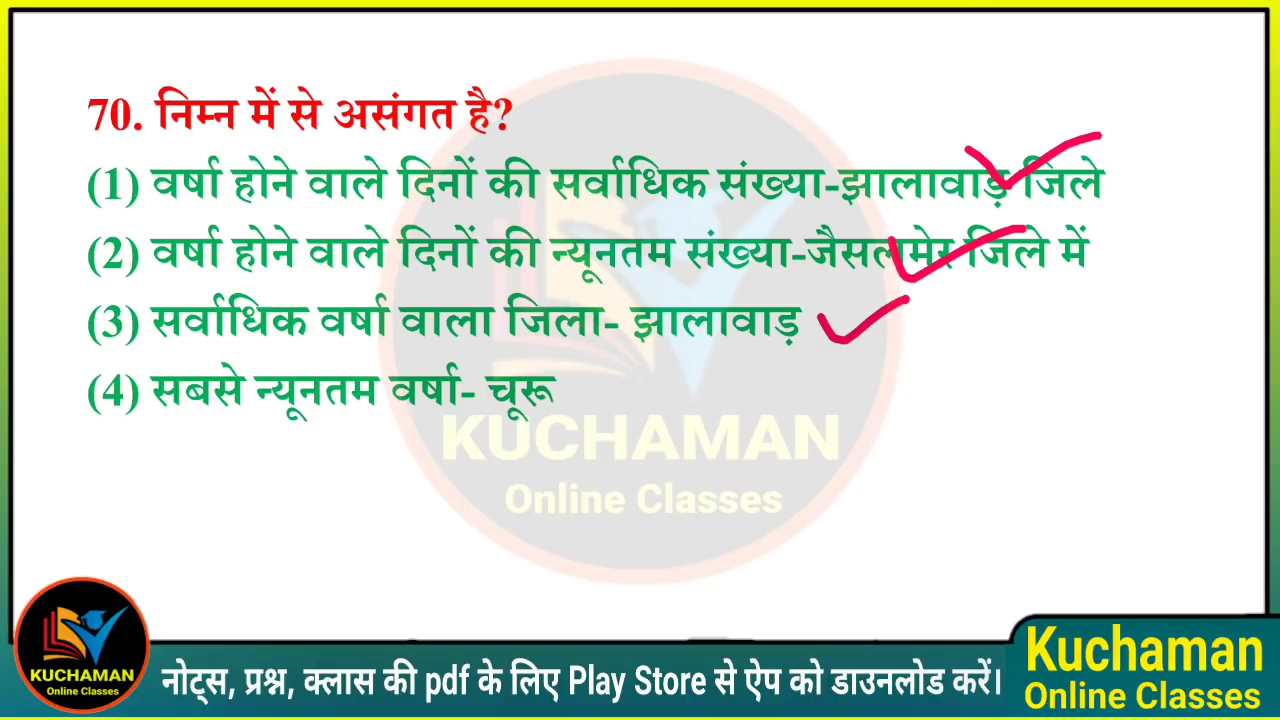 70. निम्न में से असंगत है?
(1) वर्षा होने वाले दिनों की सर्वाधिक संख्या-झालावाड़ जिले
(2) वर्षा होने वाले दिनों की न्यूनतम संख्या-जैसलमेर जिले में
(3) सर्वाधिक वर्षा वाला जिला- झालावाड़
(4) सबसे न्यूनतम वर्षा- चूरू
KUCHAMAN
Online Classes
KUCHAMAN
Online Classes
नोट्स, प्रश्न, क्लास की pdf के लिए Play Store से ऐप को डाउनलोड करें।
Kuchaman
Online Classes